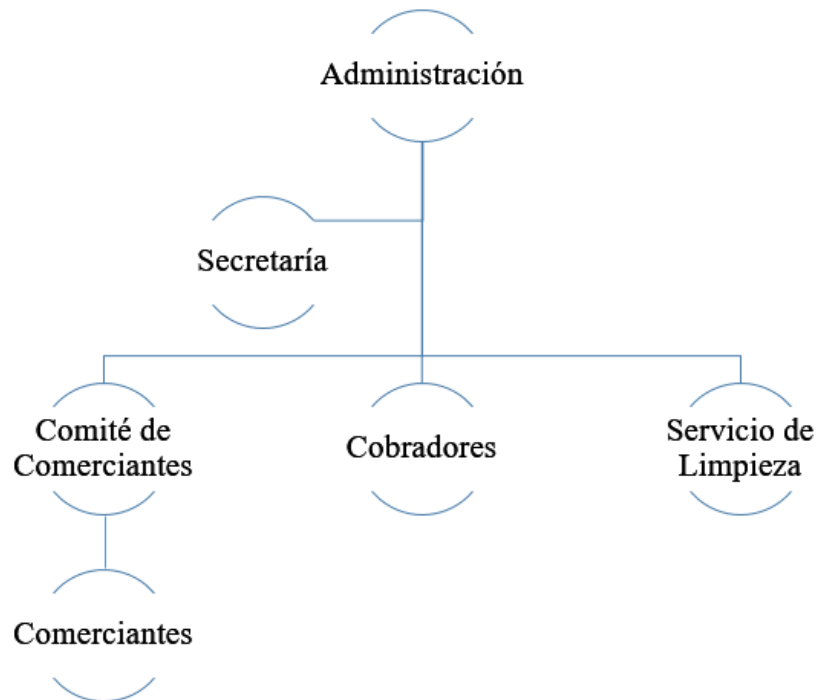 Administración
Secretaría
Comité de
Comerciantes
Cobradores
Servicio de
Limpieza
Comerciantes